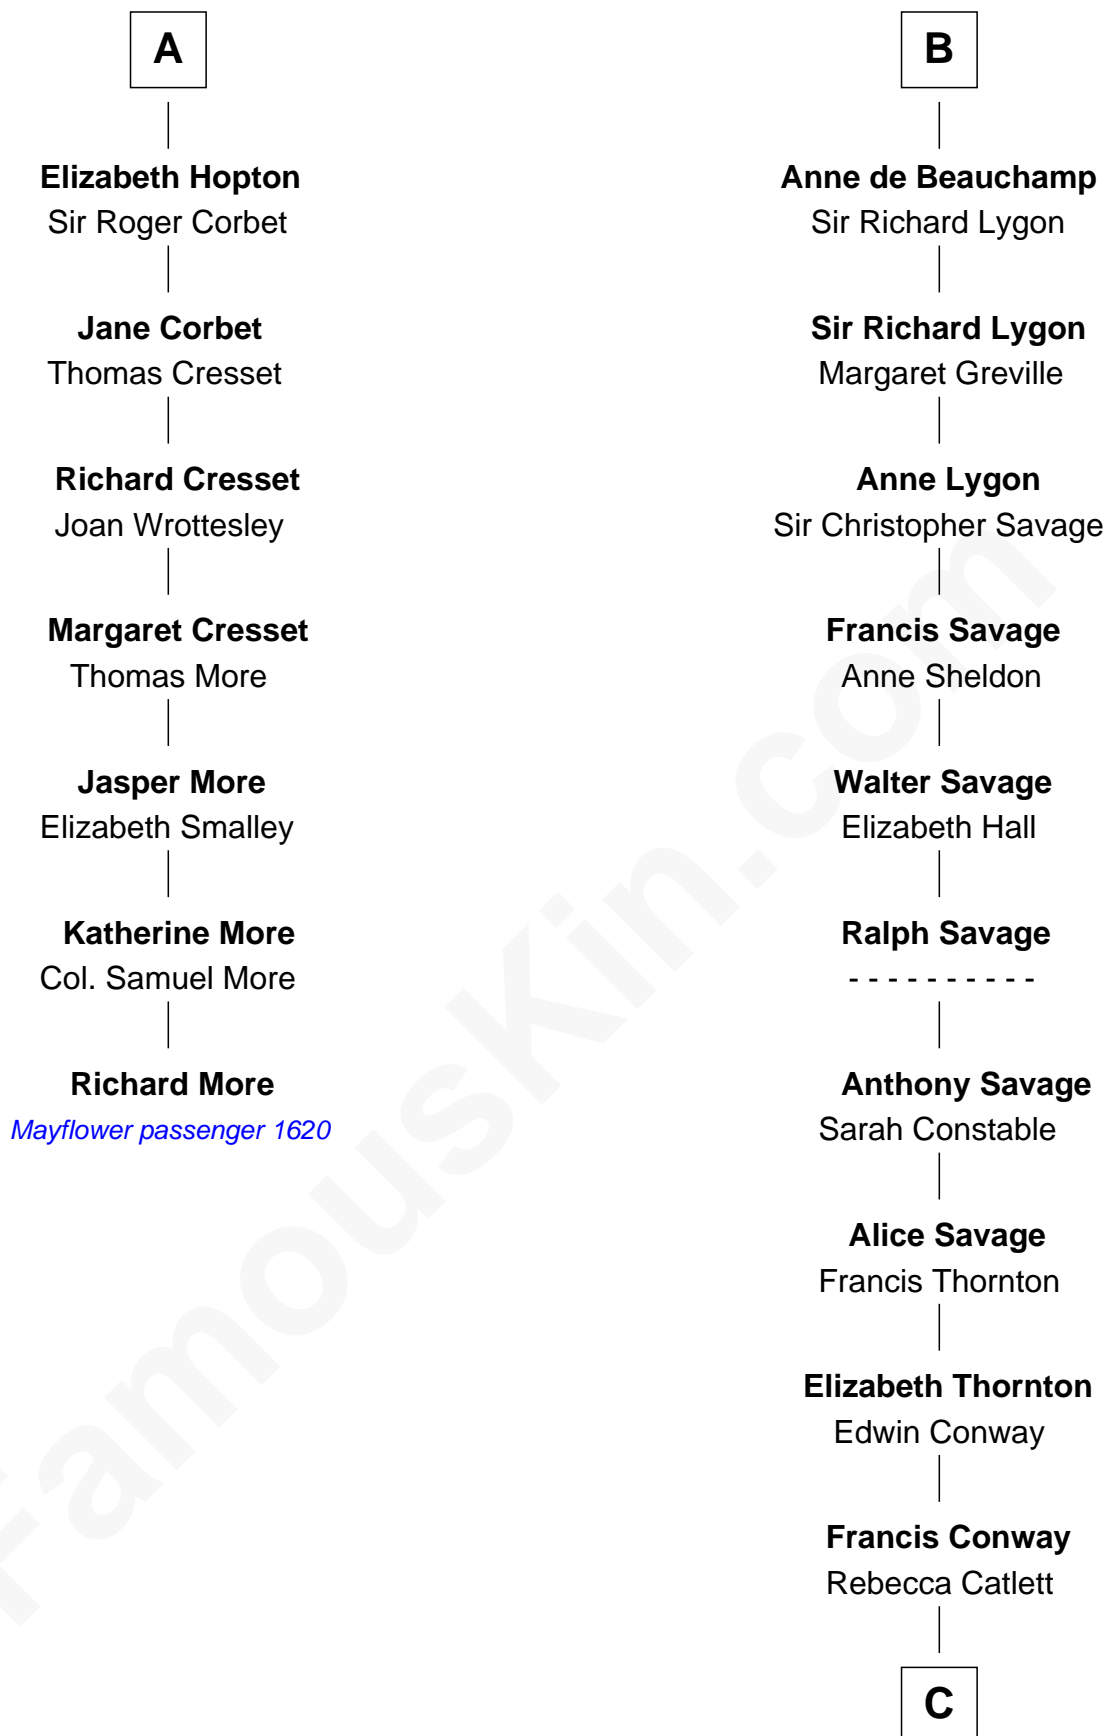 A
Elizabeth Hopton
Sir Roger Corbet
Jane Corbet
Thomas Cresset
Richard Cresset
Joan Wrottesley
Margaret Cresset
Thomas More
Jasper More
Elizabeth Smalley
Katherine More
Col. Samuel More
Richard More
Mayflower passenger 1620
B
Anne de Beauchamp
Sir Richard Lygon
Sir Richard Lygon
Margaret Greville
Anne Lygon
Sir Christopher Savage
Francis Savage
Anne Sheldon
Walter Savage
Elizabeth Hall
Ralph Savage
- - - - - - - - - -
Anthony Savage
Sarah Constable
Alice Savage
Francis Thornton
Elizabeth Thornton
Edwin Conway
Francis Conway
Rebecca Catlett
C
FamousKin.com